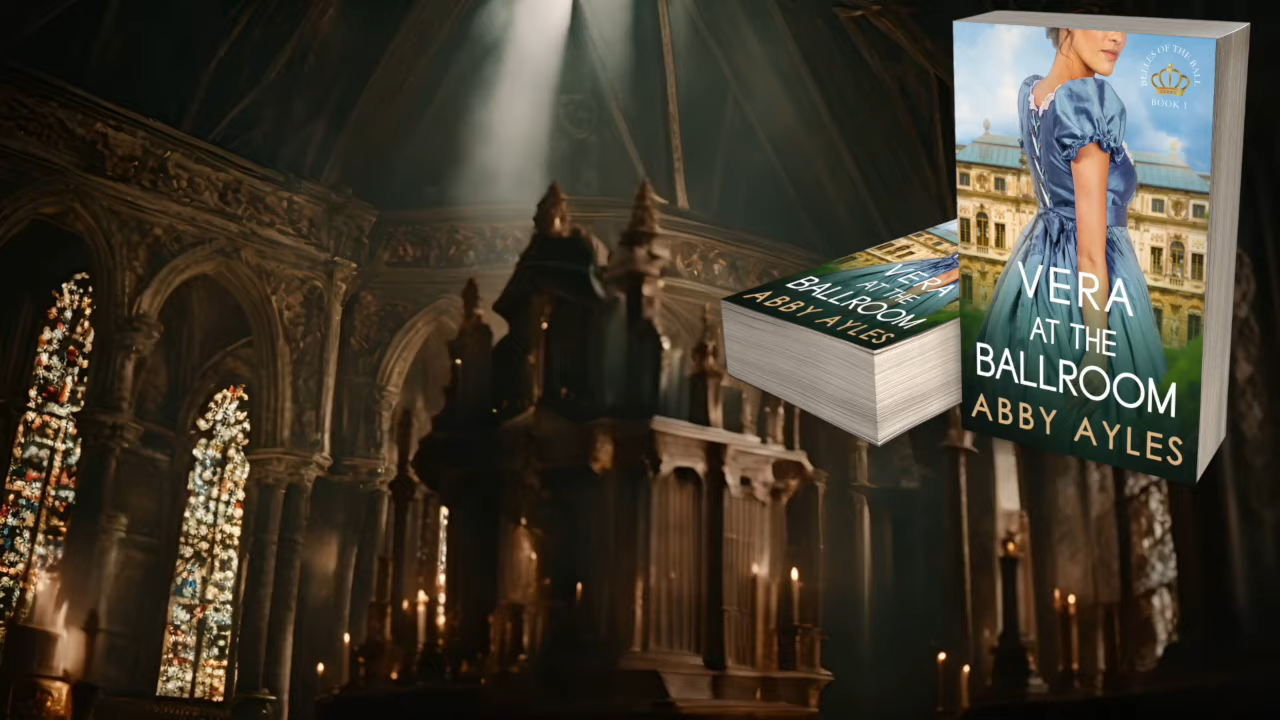 BELLES OF THE BALL
BOOK 1
VERA
AT THE
BALLROOM
ABBY AYLES
VERA
AT THE
BALLROOM
ABBY AYLES